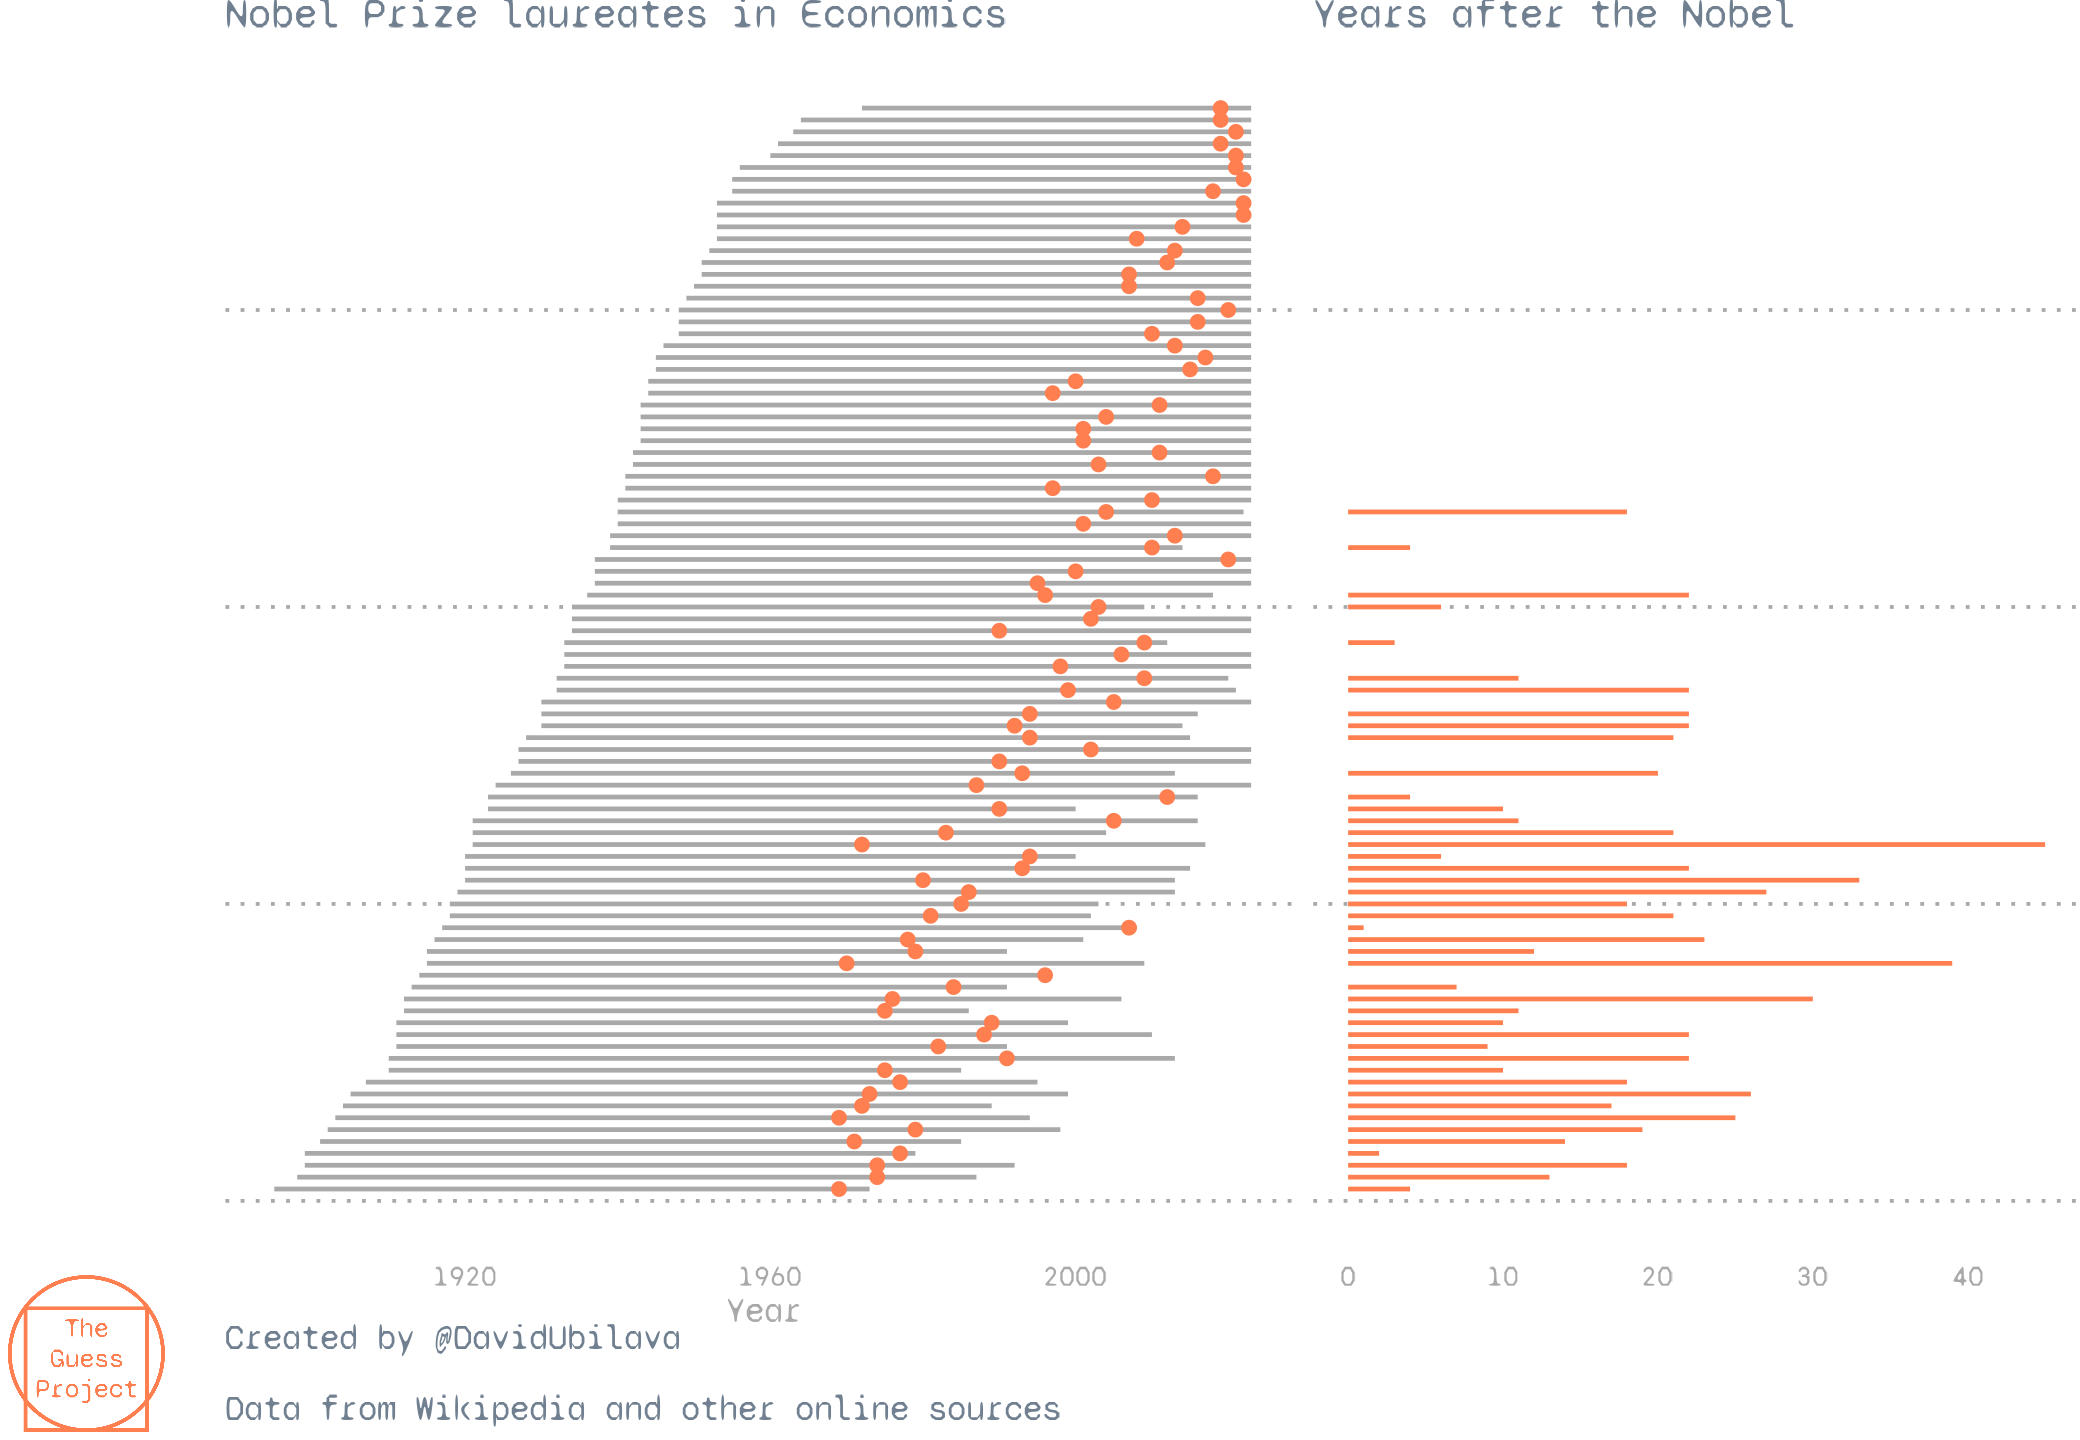 Nobel Prize laureates in Economics
Years after the Nobel
1920 1960 2000
Year
0 10 20 30 40
Created by @DavidUbilava
Data from Wikipedia and other online sources
The
Guess
Project